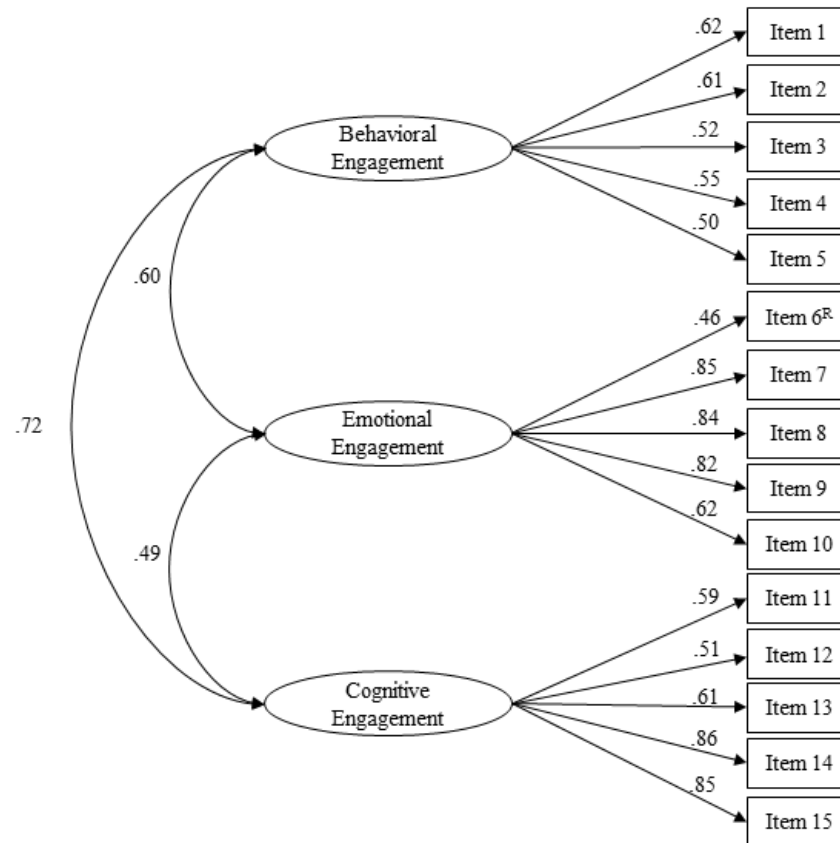 .62
Item 1
.61
Item 2
Behavioral
Engagement
.52
Item 3
.55
Item 4
.50
Item 5
.60
.46
Item 6ᴿ
.85
Item 7
.72
Emotional
Engagement
.84
Item 8
.82
Item 9
.62
Item 10
.49
.59
Item 11
.51
Item 12
Cognitive
Engagement
.61
Item 13
.86
Item 14
.85
Item 15